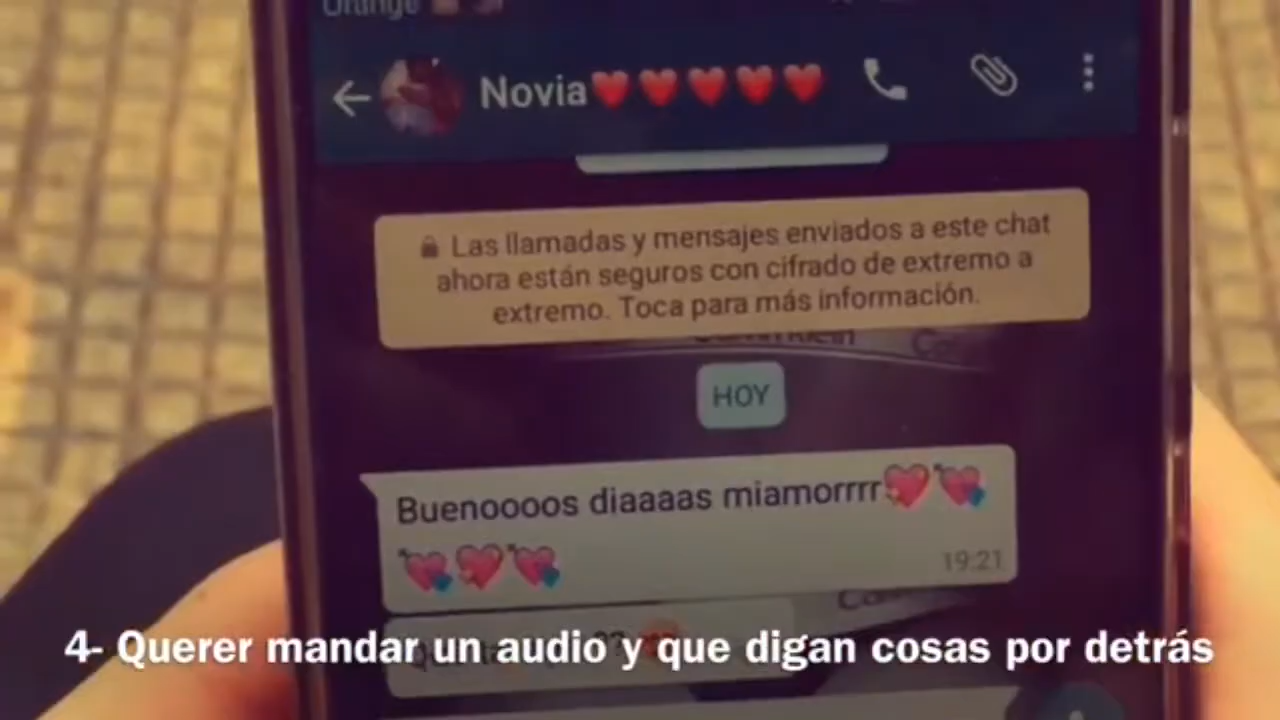 Orange
Novia❤️❤️❤️❤️❤️
Las llamadas y mensajes enviados a este chat
ahora están seguros con cifrado de extremo a
extremo. Toca para más información.
HOY
Buenoooos diaaaas miamorrrr💖💘
💘💖💘
19:21
4- Querer mandar un audio y que digan cosas por detrás